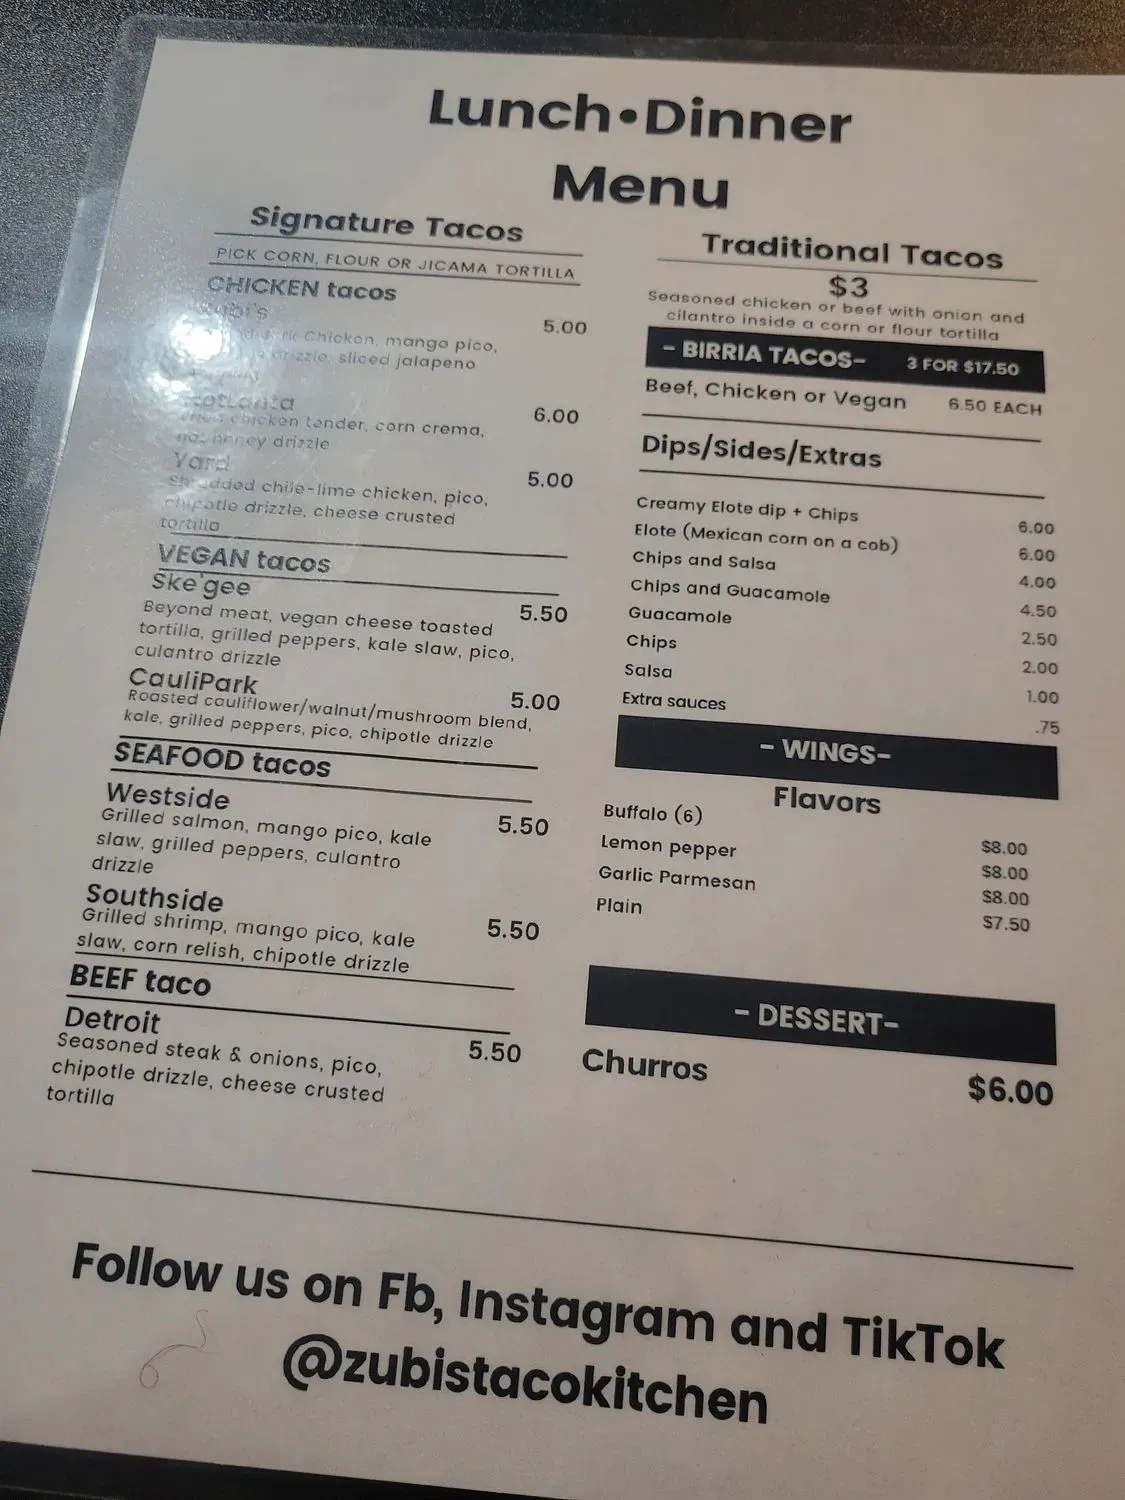 Lunch•Dinner
Menu
Signature Tacos
PICK CORN, FLOUR OR JICAMA TORTILLA
CHICKEN tacos
5.00
Chicken, mango pico,
drizzle, sliced jalapeno
6.00
chicken tender, corn crema,
honey drizzle
Yard
5.00
Shredded chile-lime chicken, pico,
chipotle drizzle, cheese crusted
tortilla
VEGAN tacos
Ske'gee
5.50
Beyond meat, vegan cheese toasted
tortilla, grilled peppers, kale slaw, pico,
culantro drizzle
CauliPark
5.00
Roasted cauliflower/walnut/mushroom blend,
kale, grilled peppers, pico, chipotle drizzle
SEAFOOD tacos
Westside
5.50
Grilled salmon, mango pico, kale
slaw, grilled peppers, culantro
drizzle
Southside
5.50
Grilled shrimp, mango pico, kale
slaw, corn relish, chipotle drizzle
BEEF taco
Detroit
5.50
Seasoned steak & onions, pico,
chipotle drizzle, cheese crusted
tortilla
Traditional Tacos
$3
Seasoned chicken or beef with onion and
cilantro inside a corn or flour tortilla
- BIRRIA TACOS- 3 FOR $17.50
Beef, Chicken or Vegan 6.50 EACH
Dips/Sides/Extras
Creamy Elote dip + Chips 6.00
Elote (Mexican corn on a cob) 6.00
Chips and Salsa 4.00
Chips and Guacamole 4.50
Guacamole 2.50
Chips 2.00
Salsa 1.00
Extra sauces .75
- WINGS-
Flavors
Buffalo (6) $8.00
Lemon pepper $8.00
Garlic Parmesan $8.00
Plain $7.50
- DESSERT-
Churros $6.00
Follow us on Fb, Instagram and TikTok
@zubistacokitchen